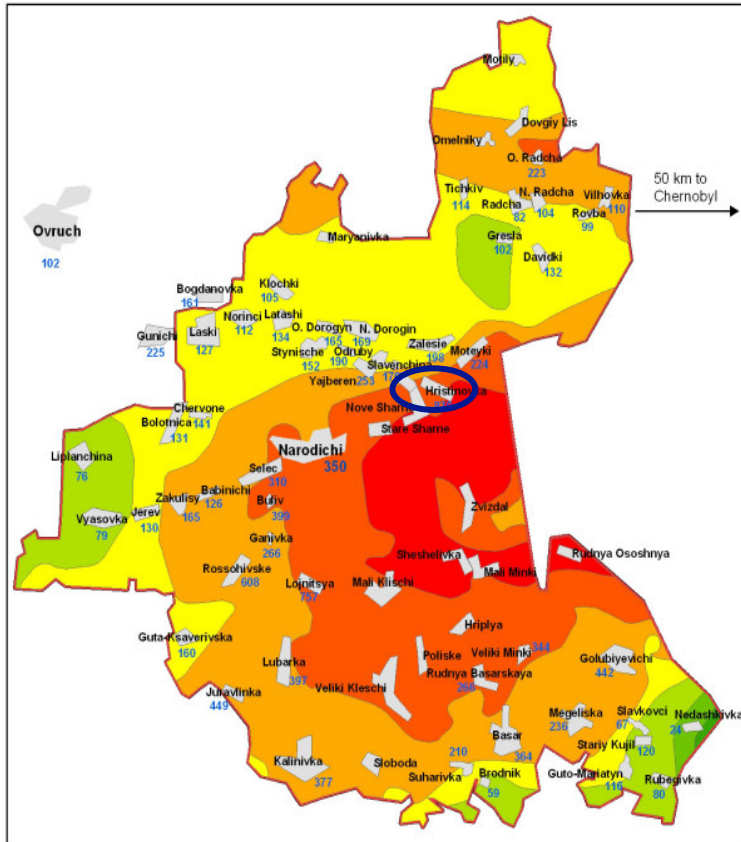 Motily
Dovgiy Lis
Omelniky
O. Radcha
223
50 km to
Chernobyl
Tichkiv
114
N. Radcha
104
Radcha
82
Vilhovka
110
Rovba
99
Ovruch
102
Maryanivka
Gresla
102
Davidki
132
Bogdanovka
161
Klochki
105
Norinci
112
Latashi
134
O. Dorogyn
165
N. Dorogin
169
Gunichi
225
Laski
127
Stynische
152
Odruby
190
Slavenchina
Zalesie
198
Moteyki
224
Yajberen
253
Hristinovka
Nove Sharne
Stare Sharne
Chervone
141
Bolotnica
131
Liplanchina
76
Narodichi
350
Selec
310
Babinichi
126
Zakulisy
165
Buliv
399
Vyasovka
79
Jerev
130
Zvizdal
Ganivka
266
Rossohivske
608
Lojnitsya
757
Sheshelivka
Mali Minki
Mali Klischi
Rudnya Ososhnya
Hriplya
Guta-Ksaverivska
160
Lubarka
397
Poliske
Veliki Minki
344
Rudnya Basarskaya
266
Golubiyevichi
442
Juravlinka
449
Veliki Kleschi
Megeliska
236
Slavkovci
67
Nedashkivka
24
Basar
364
Stariy Kujil
120
Kalinivka
377
Sloboda
210
Suharivka
Brodnik
59
Guto-Mariatyn
116
Rubegivka
80